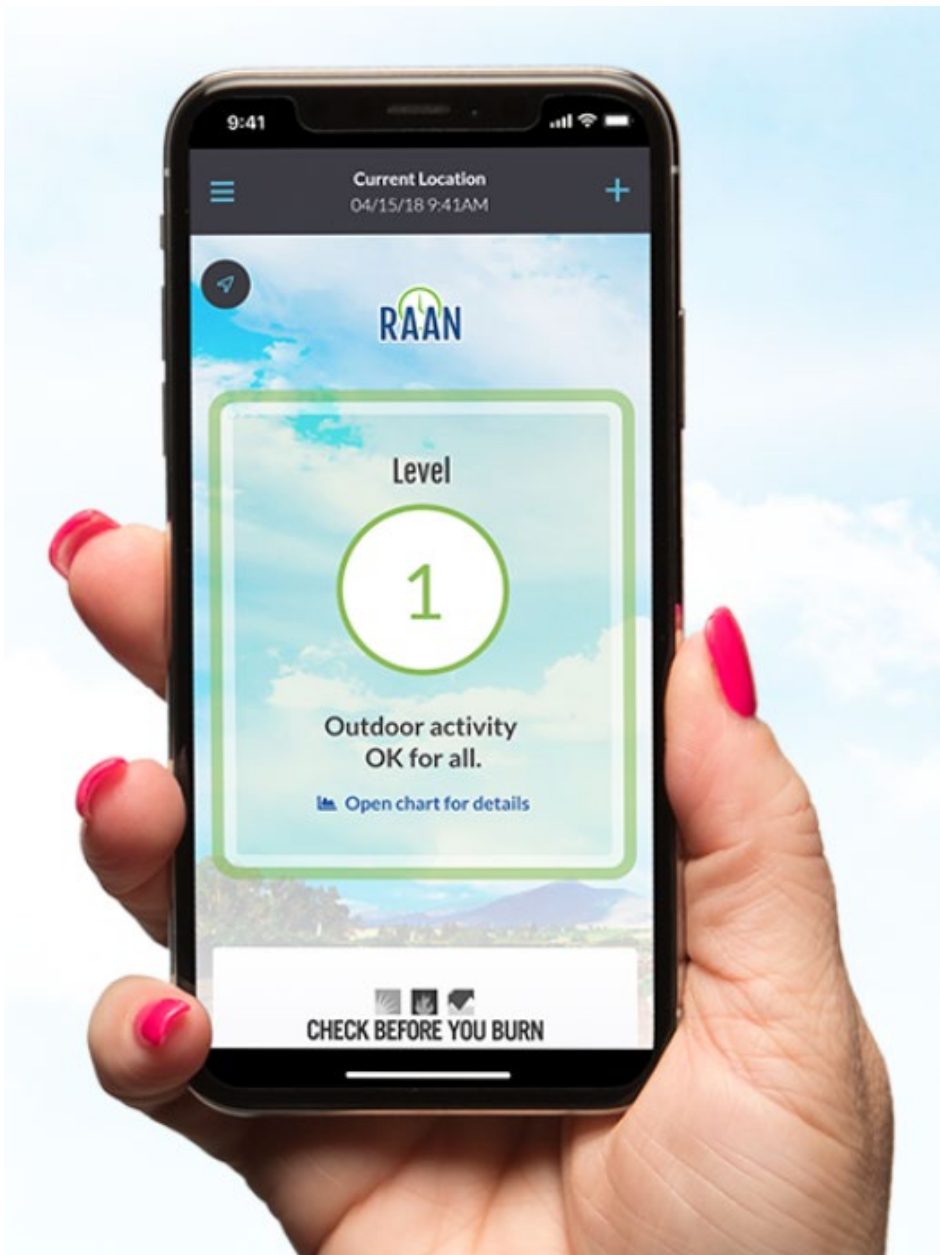 9:41
Current Location
04/15/18 9:41AM
RAAN
Level
1
Outdoor activity
OK for all.
Open chart for details
CHECK BEFORE YOU BURN